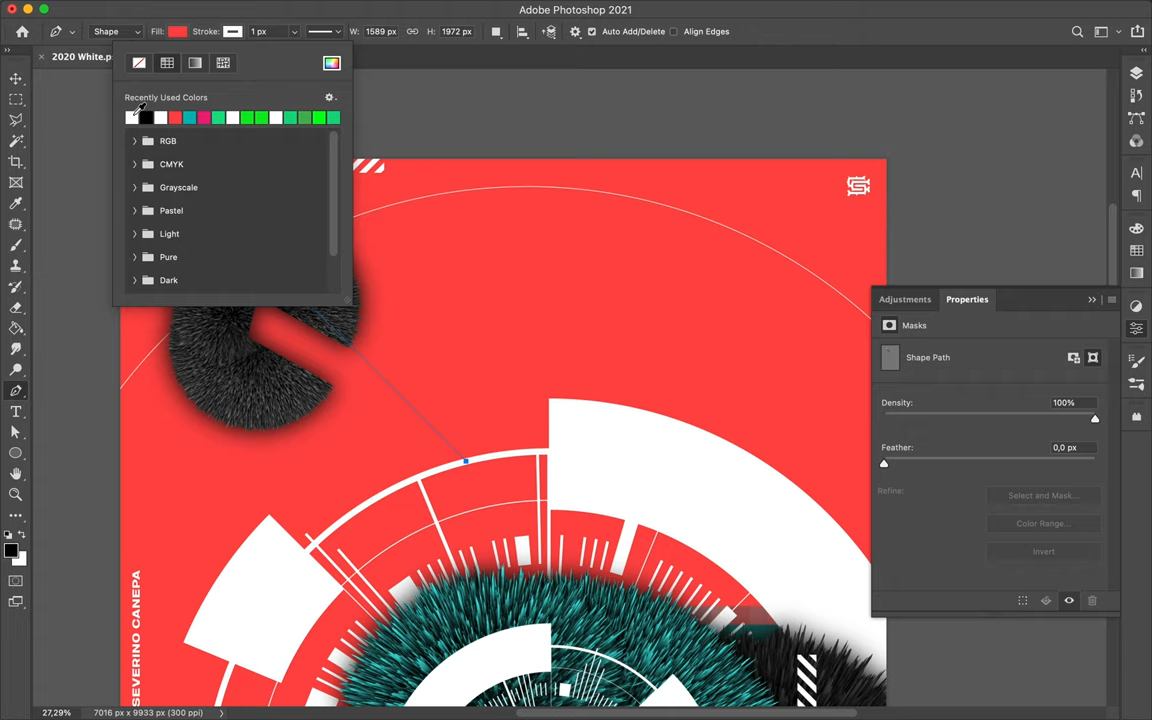 Adobe Photoshop 2021
Shape Fill: Stroke: 1 px W: 1589 px H: 1972 px Auto Add/Delete Align Edges
2020 White.p
Recently Used Colors
RGB
CMYK
Grayscale
Pastel
Light
Pure
Dark
Adjustments Properties
Masks
Shape Path
Density: 100%
Feather: 0,0 px
Refine: Select and Mask...
Color Range...
Invert
SEVERINO CANEPA
27,29% 7016 px x 9933 px (300 ppi)